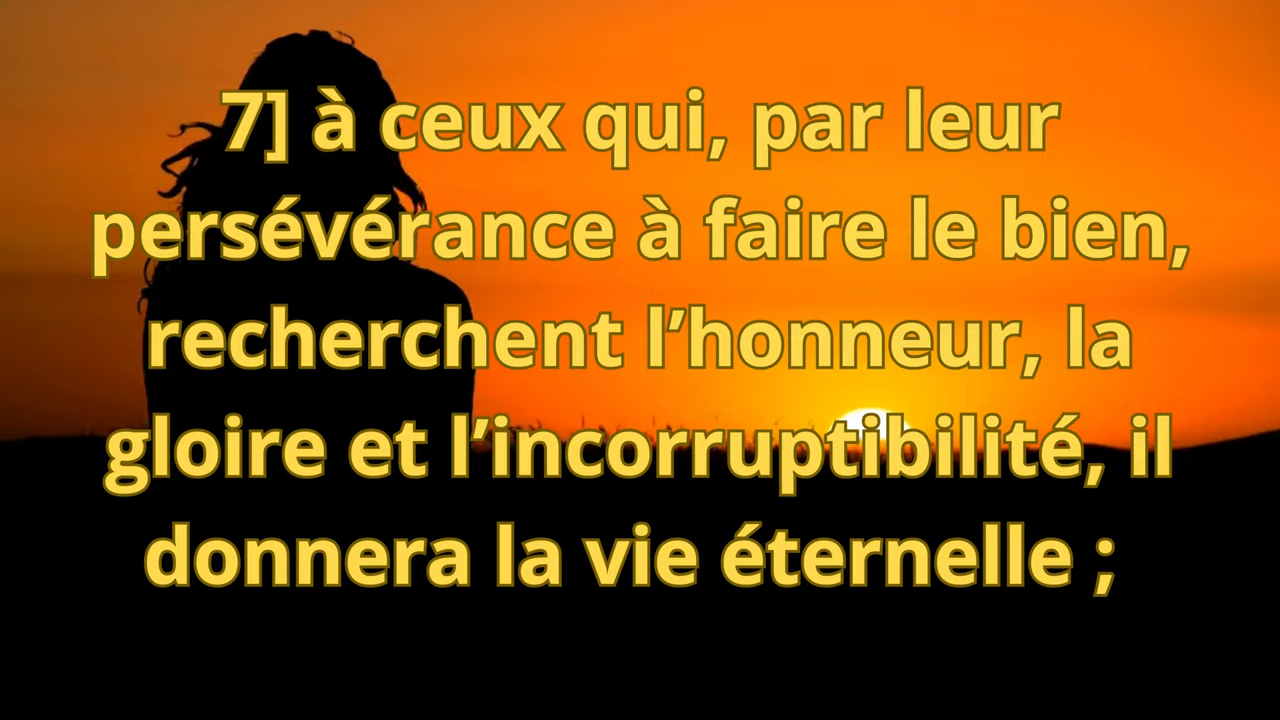 7] à ceux qui, par leur
persévérance à faire le bien,
recherchent l’honneur, la
gloire et l’incorruptibilité, il
donnera la vie éternelle ;